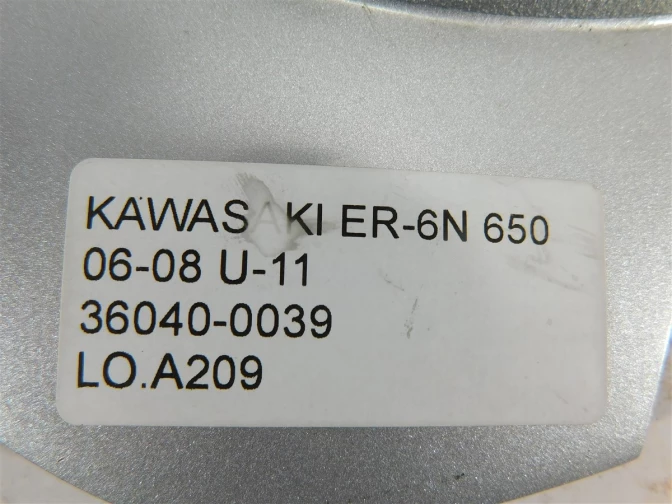 KAWASAKI ER-6N 650
06-08 U-11
36040-0039
LO.A209